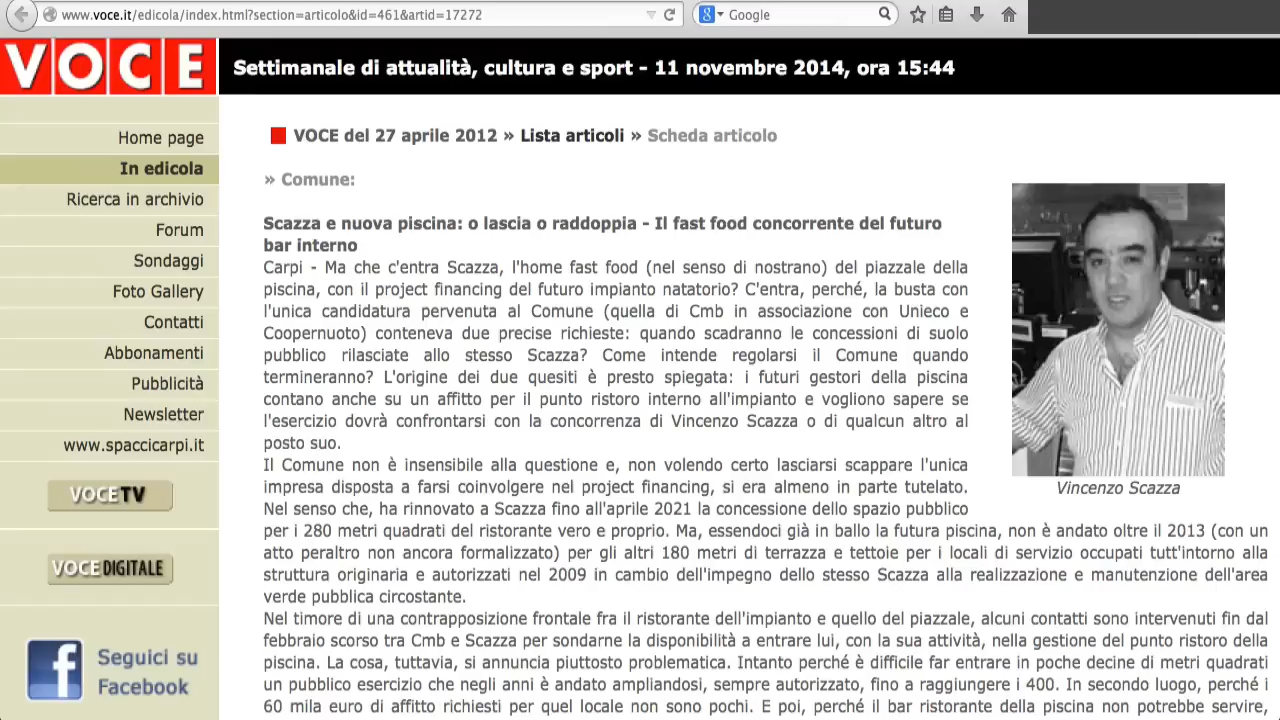 www.voce.it/edicola/index.html?section=articolo&id=461&artid=17272
Google
VOCE
Settimanale di attualità, cultura e sport - 11 novembre 2014, ora 15:44
Home page
In edicola
Ricerca in archivio
Forum
Sondaggi
Foto Gallery
Contatti
Abbonamenti
Pubblicità
Newsletter
www.spaccicarpi.it
VOCETV
VOCEDIGITALE
Seguici su
Facebook
VOCE del 27 aprile 2012 » Lista articoli » Scheda articolo
» Comune:
Scazza e nuova piscina: o lascia o raddoppia - Il fast food concorrente del futuro
bar interno
Carpi - Ma che c'entra Scazza, l'home fast food (nel senso di nostrano) del piazzale della
piscina, con il project financing del futuro impianto natatorio? C'entra, perché, la busta con
l'unica candidatura pervenuta al Comune (quella di Cmb in associazione con Unieco e
Coopernuoto) conteneva due precise richieste: quando scadranno le concessioni di suolo
pubblico rilasciate allo stesso Scazza? Come intende regolarsi il Comune quando
termineranno? L'origine dei due quesiti è presto spiegata: i futuri gestori della piscina
contano anche su un affitto per il punto ristoro interno all'impianto e vogliono sapere se
l'esercizio dovrà confrontarsi con la concorrenza di Vincenzo Scazza o di qualcun altro al
posto suo.
Il Comune non è insensibile alla questione e, non volendo certo lasciarsi scappare l'unica
impresa disposta a farsi coinvolgere nel project financing, si era almeno in parte tutelato.
Nel senso che, ha rinnovato a Scazza fino all'aprile 2021 la concessione dello spazio pubblico
per i 280 metri quadrati del ristorante vero e proprio. Ma, essendoci già in ballo la futura piscina, non è andato oltre il 2013 (con un
atto peraltro non ancora formalizzato) per gli altri 180 metri di terrazza e tettoie per i locali di servizio occupati tutt'intorno alla
struttura originaria e autorizzati nel 2009 in cambio dell'impegno dello stesso Scazza alla realizzazione e manutenzione dell'area
verde pubblica circostante.
Nel timore di una contrapposizione frontale fra il ristorante dell'impianto e quello del piazzale, alcuni contatti sono intervenuti fin dal
febbraio scorso tra Cmb e Scazza per sondarne la disponibilità a entrare lui, con la sua attività, nella gestione del punto ristoro della
piscina. La cosa, tuttavia, si annuncia piuttosto problematica. Intanto perché è difficile far entrare in poche decine di metri quadrati
un pubblico esercizio che negli anni è andato ampliandosi, sempre autorizzato, fino a raggiungere i 400. In secondo luogo, perché i
60 mila euro di affitto richiesti per quel locale non sono pochi. E poi, perché il bar ristorante della piscina non potrebbe servire,
Vincenzo Scazza